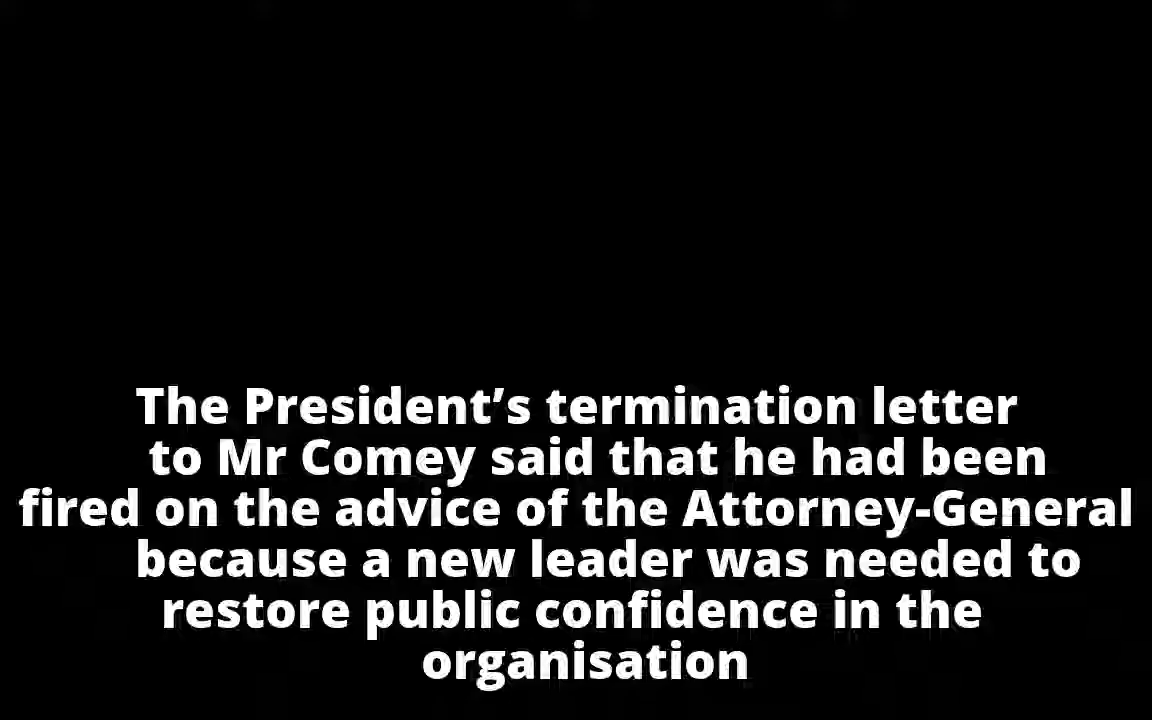 The President’s termination letter
to Mr Comey said that he had been
fired on the advice of the Attorney-General
because a new leader was needed to
restore public confidence in the
organisation